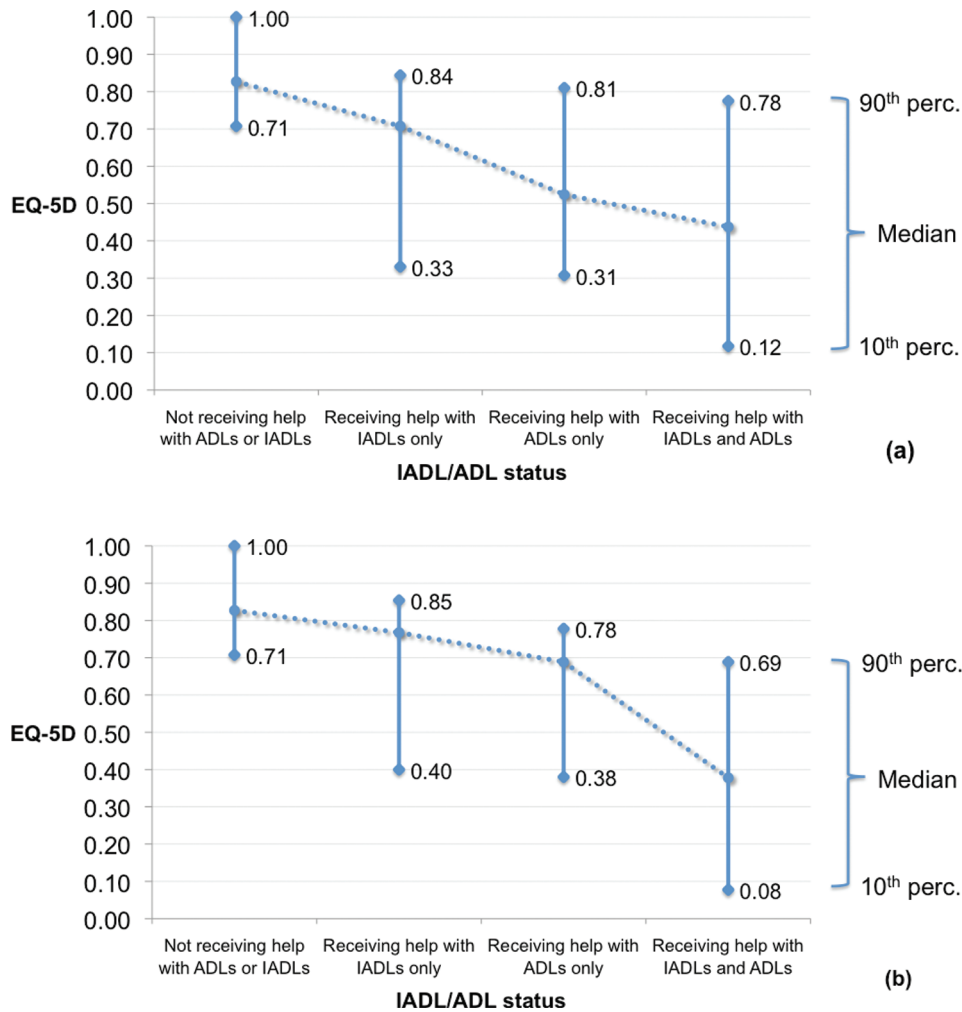 1.00
0.90
0.80
0.70
0.60
EQ-5D 0.50
0.40
0.30
0.20
0.10
0.00
1.00
0.71
0.84
0.33
0.81
0.31
0.78
0.12
90th perc.
Median
10th perc.
Not receiving help
with ADLs or IADLs
Receiving help with
IADLs only
Receiving help with
ADLs only
Receiving help with
IADLs and ADLs
IADL/ADL status
(a)
1.00
0.90
0.80
0.70
0.60
EQ-5D 0.50
0.40
0.30
0.20
0.10
0.00
1.00
0.71
0.85
0.40
0.78
0.38
0.69
0.08
90th perc.
Median
10th perc.
Not receiving help
with ADLs or IADLs
Receiving help with
IADLs only
Receiving help with
ADLs only
Receiving help with
IADLs and ADLs
IADL/ADL status
(b)